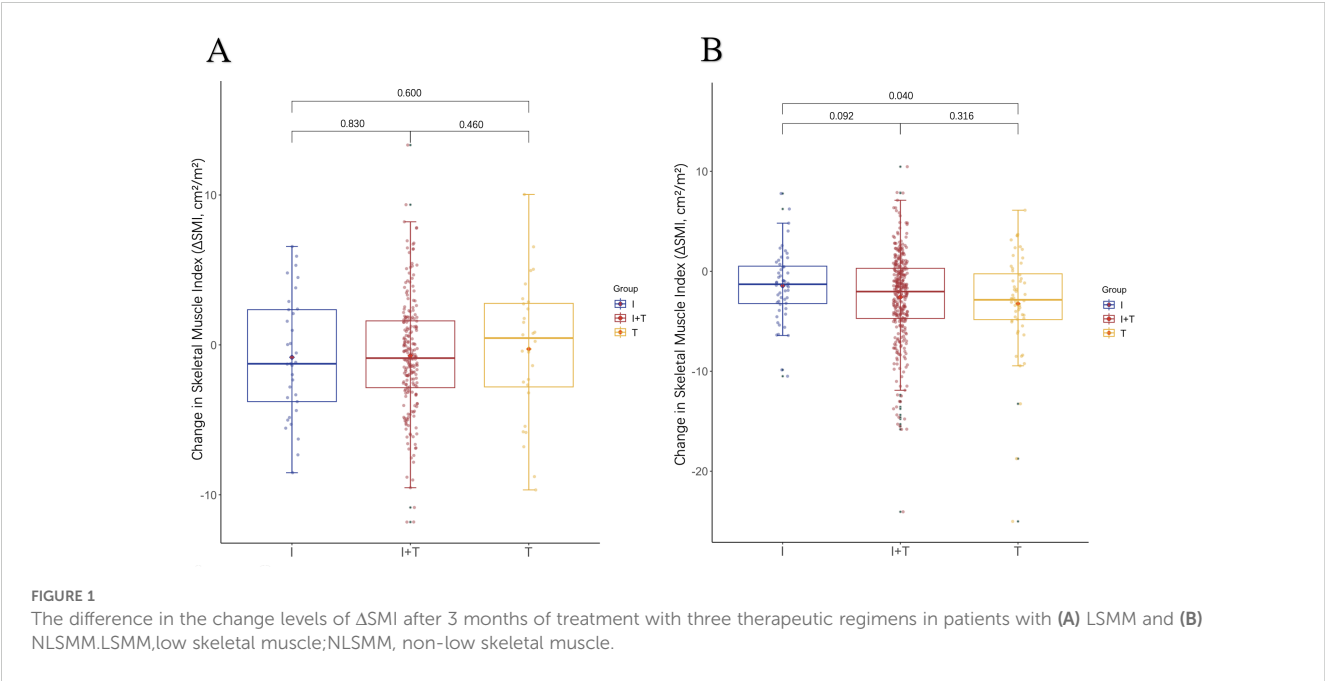 A
0.600
0.830
0.460
Change in Skeletal Muscle Index (ΔSMI, cm²/m²)
10
0
-10
I
I+T
T
Group
I
I+T
T
B
0.040
0.092
0.316
Change in Skeletal Muscle Index (ΔSMI, cm²/m²)
10
0
-10
-20
I
I+T
T
Group
I
I+T
T
FIGURE 1
The difference in the change levels of ΔSMI after 3 months of treatment with three therapeutic regimens in patients with (A) LSMM and (B)
NLSMM.LSMM,low skeletal muscle;NLSMM, non-low skeletal muscle.